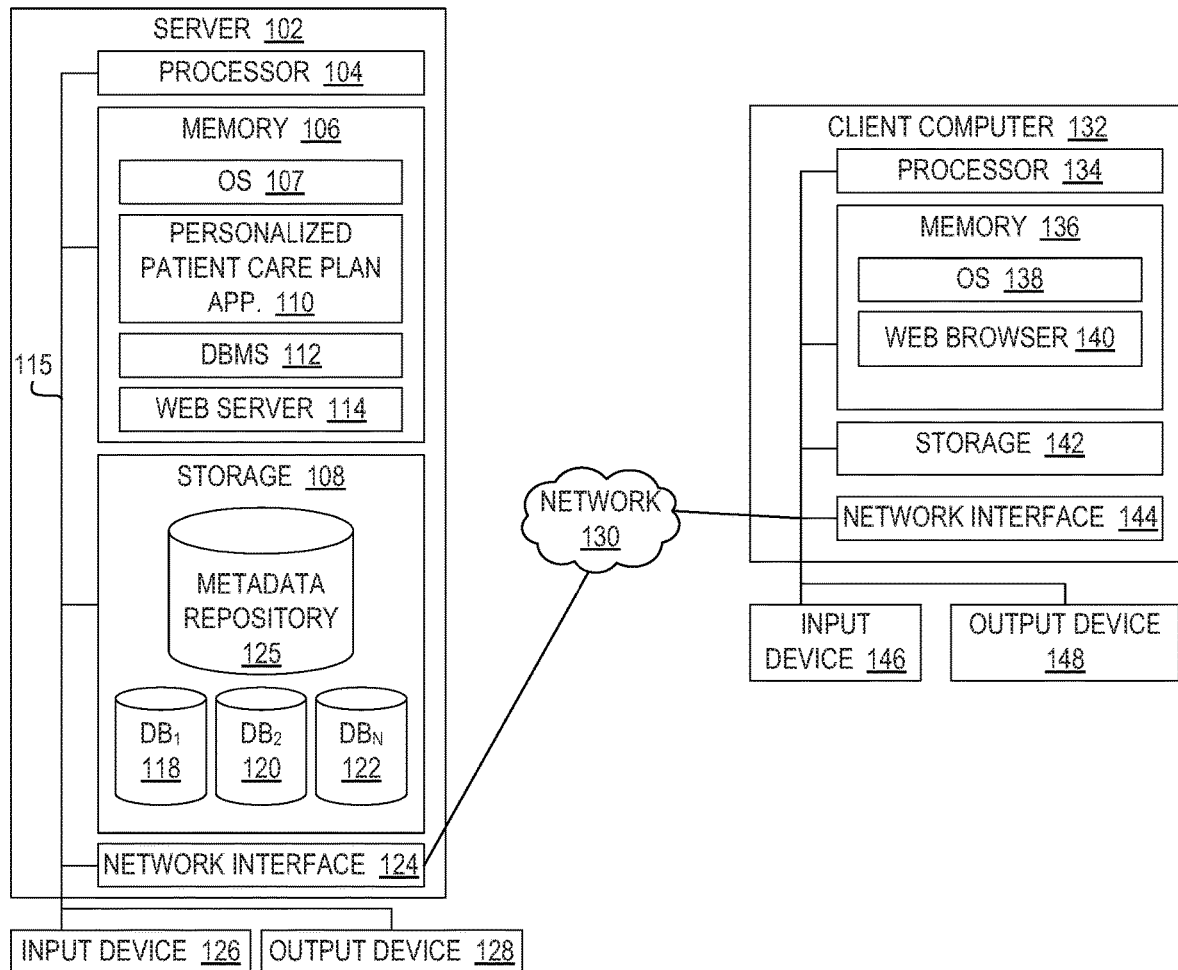 SERVER 102
PROCESSOR 104
MEMORY 106
OS 107
PERSONALIZED
PATIENT CARE PLAN
APP. 110
DBMS 112
WEB SERVER 114
115
STORAGE 108
METADATA
REPOSITORY
125
DB1
118
DB2
120
DBN
122
NETWORK INTERFACE 124
INPUT DEVICE 126
OUTPUT DEVICE 128
NETWORK
130
CLIENT COMPUTER 132
PROCESSOR 134
MEMORY 136
OS 138
WEB BROWSER 140
STORAGE 142
NETWORK INTERFACE 144
INPUT
DEVICE 146
OUTPUT DEVICE
148